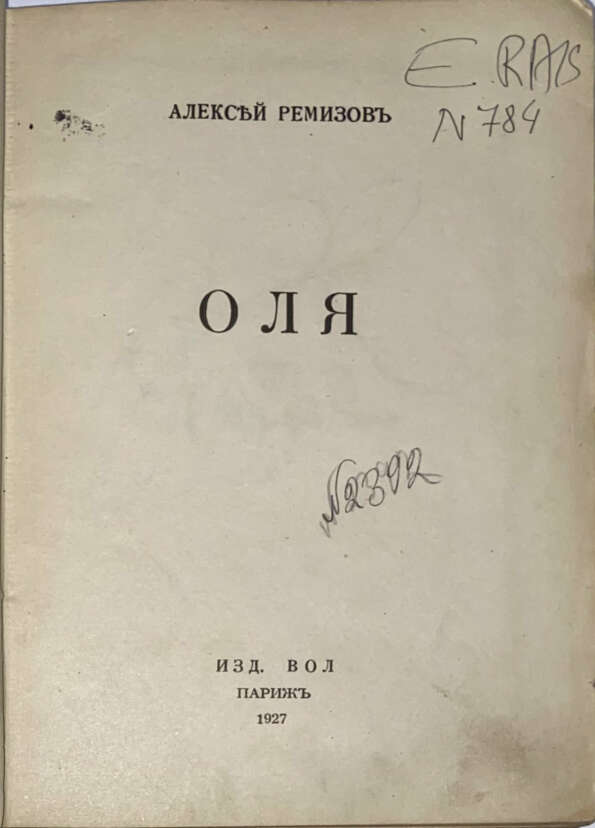 E. RAIS
N 784
АЛЕКСѢЙ РЕМИЗОВЪ
ОЛЯ
№2392
ИЗД. ВОЛ
ПАРИЖЪ
1927